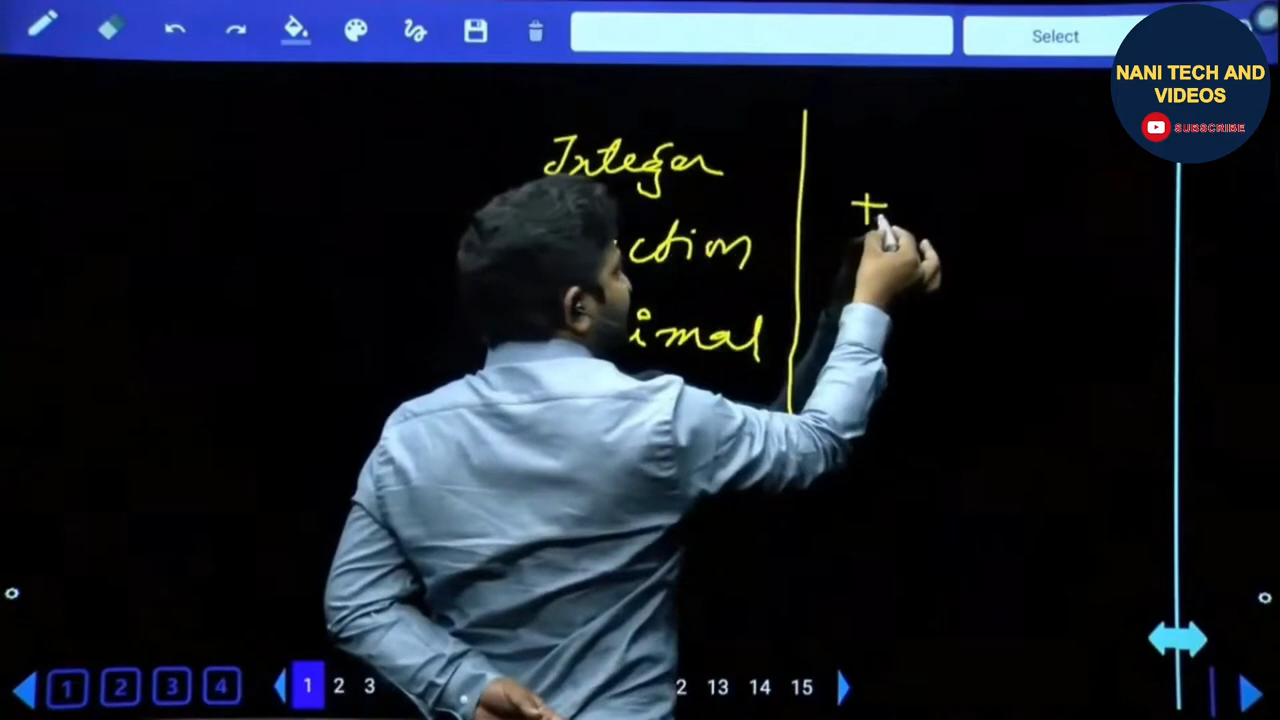 Select
NANI TECH AND
VIDEOS
SUBSCRIBE
Integer
ction
imal
+
1 2 3 4 1 2 3 2 13 14 15